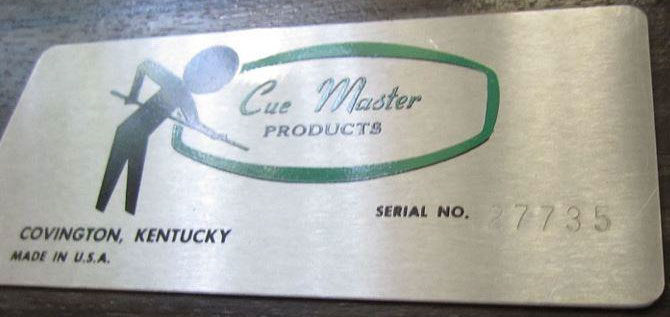 Cue Master
PRODUCTS
SERIAL NO. 27735
COVINGTON, KENTUCKY
MADE IN U.S.A.